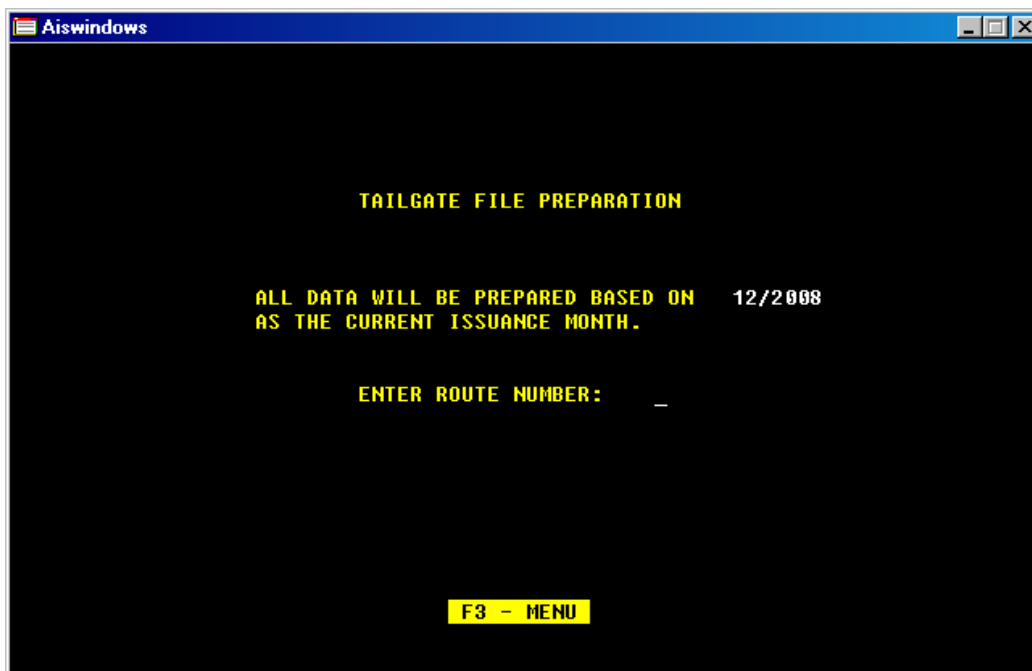 Aiswindows
TAILGATE FILE PREPARATION
ALL DATA WILL BE PREPARED BASED ON 12/2008
AS THE CURRENT ISSUANCE MONTH.
ENTER ROUTE NUMBER: _
F3 - MENU